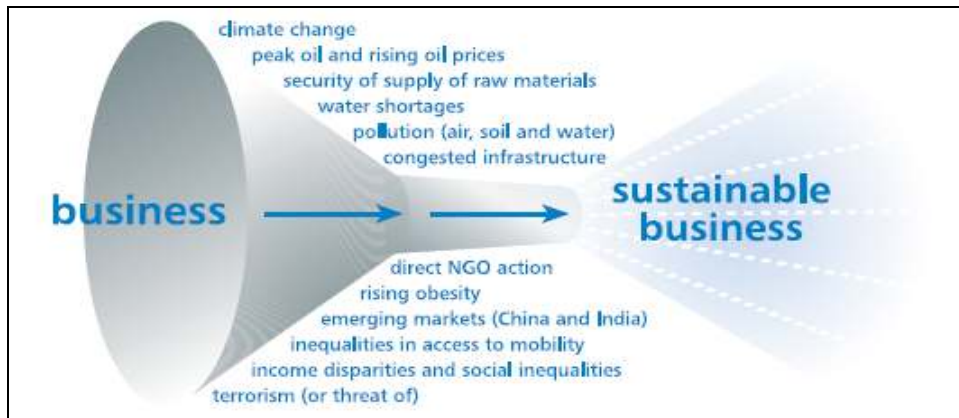 climate change
peak oil and rising oil prices
security of supply of raw materials
water shortages
pollution (air, soil and water)
congested infrastructure
business
sustainable
business
direct NGO action
rising obesity
emerging markets (China and India)
inequalities in access to mobility
income disparities and social inequalities
terrorism (or threat of)